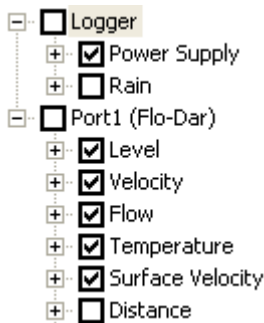 Logger
Power Supply
Rain
Port1 (Flo-Dar)
Level
Velocity
Flow
Temperature
Surface Velocity
Distance